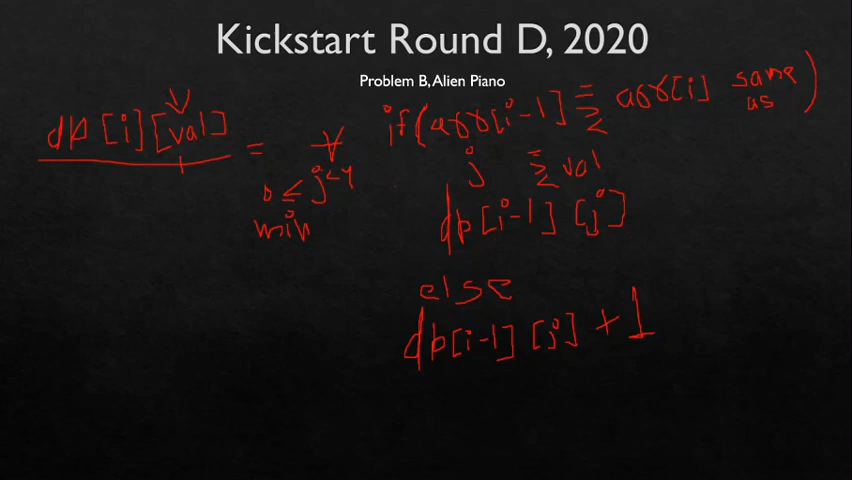 Kickstart Round D, 2020
Problem B, Alien Piano
dp[i][val] = ∀ 0 ≤ j < 4 min
if(arr[i-1] ⋚ arr[i] same as
j ⋚ val)
dp[i-1][j]
else
dp[i-1][j] + 1